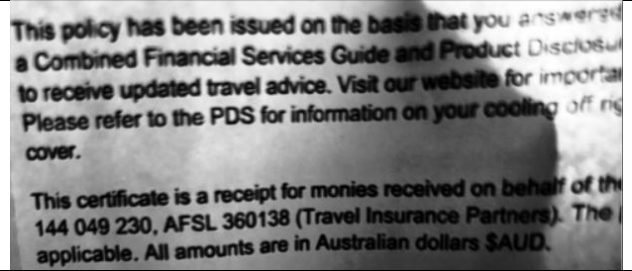 This policy has been issued on the basis that you answered
a Combined Financial Services Guide and Product Disclosu
to receive updated travel advice. Visit our website for importa
Please refer to the PDS for information on your cooling off rig
cover.
This certificate is a receipt for monies received on behalf of the
144 049 230, AFSL 360138 (Travel Insurance Partners). The
applicable. All amounts are in Australian dollars $AUD.